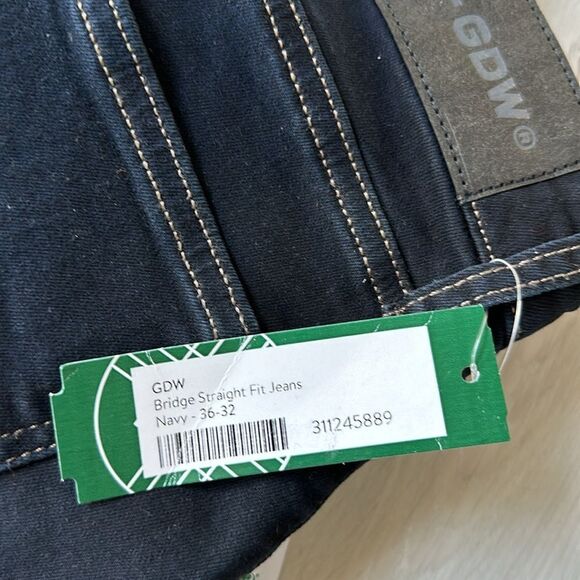 GDW®
GDW
Bridge Straight Fit Jeans
Navy - 36-32
311245889